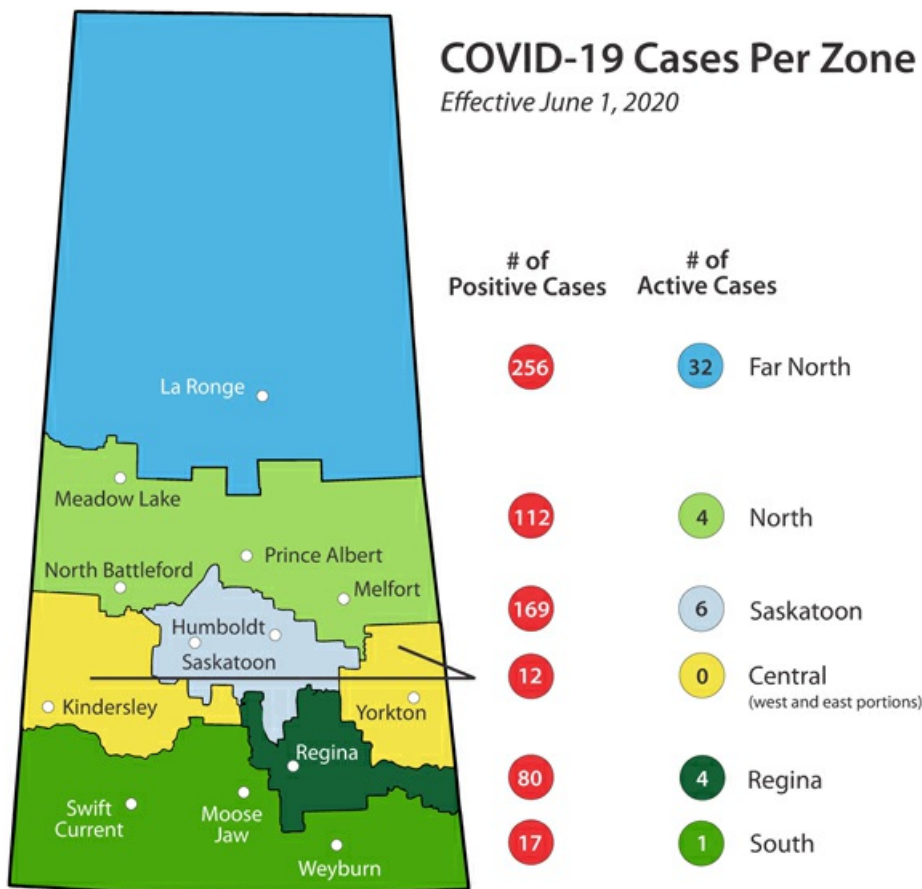 COVID-19 Cases Per Zone
Effective June 1, 2020
# of
Positive Cases
# of
Active Cases
256
32
Far North
112
4
North
169
6
Saskatoon
12
0
Central
(west and east portions)
80
4
Regina
17
1
South
La Ronge
Meadow Lake
Prince Albert
North Battleford
Melfort
Humboldt
Saskatoon
Kindersley
Yorkton
Regina
Swift
Current
Moose
Jaw
Weyburn